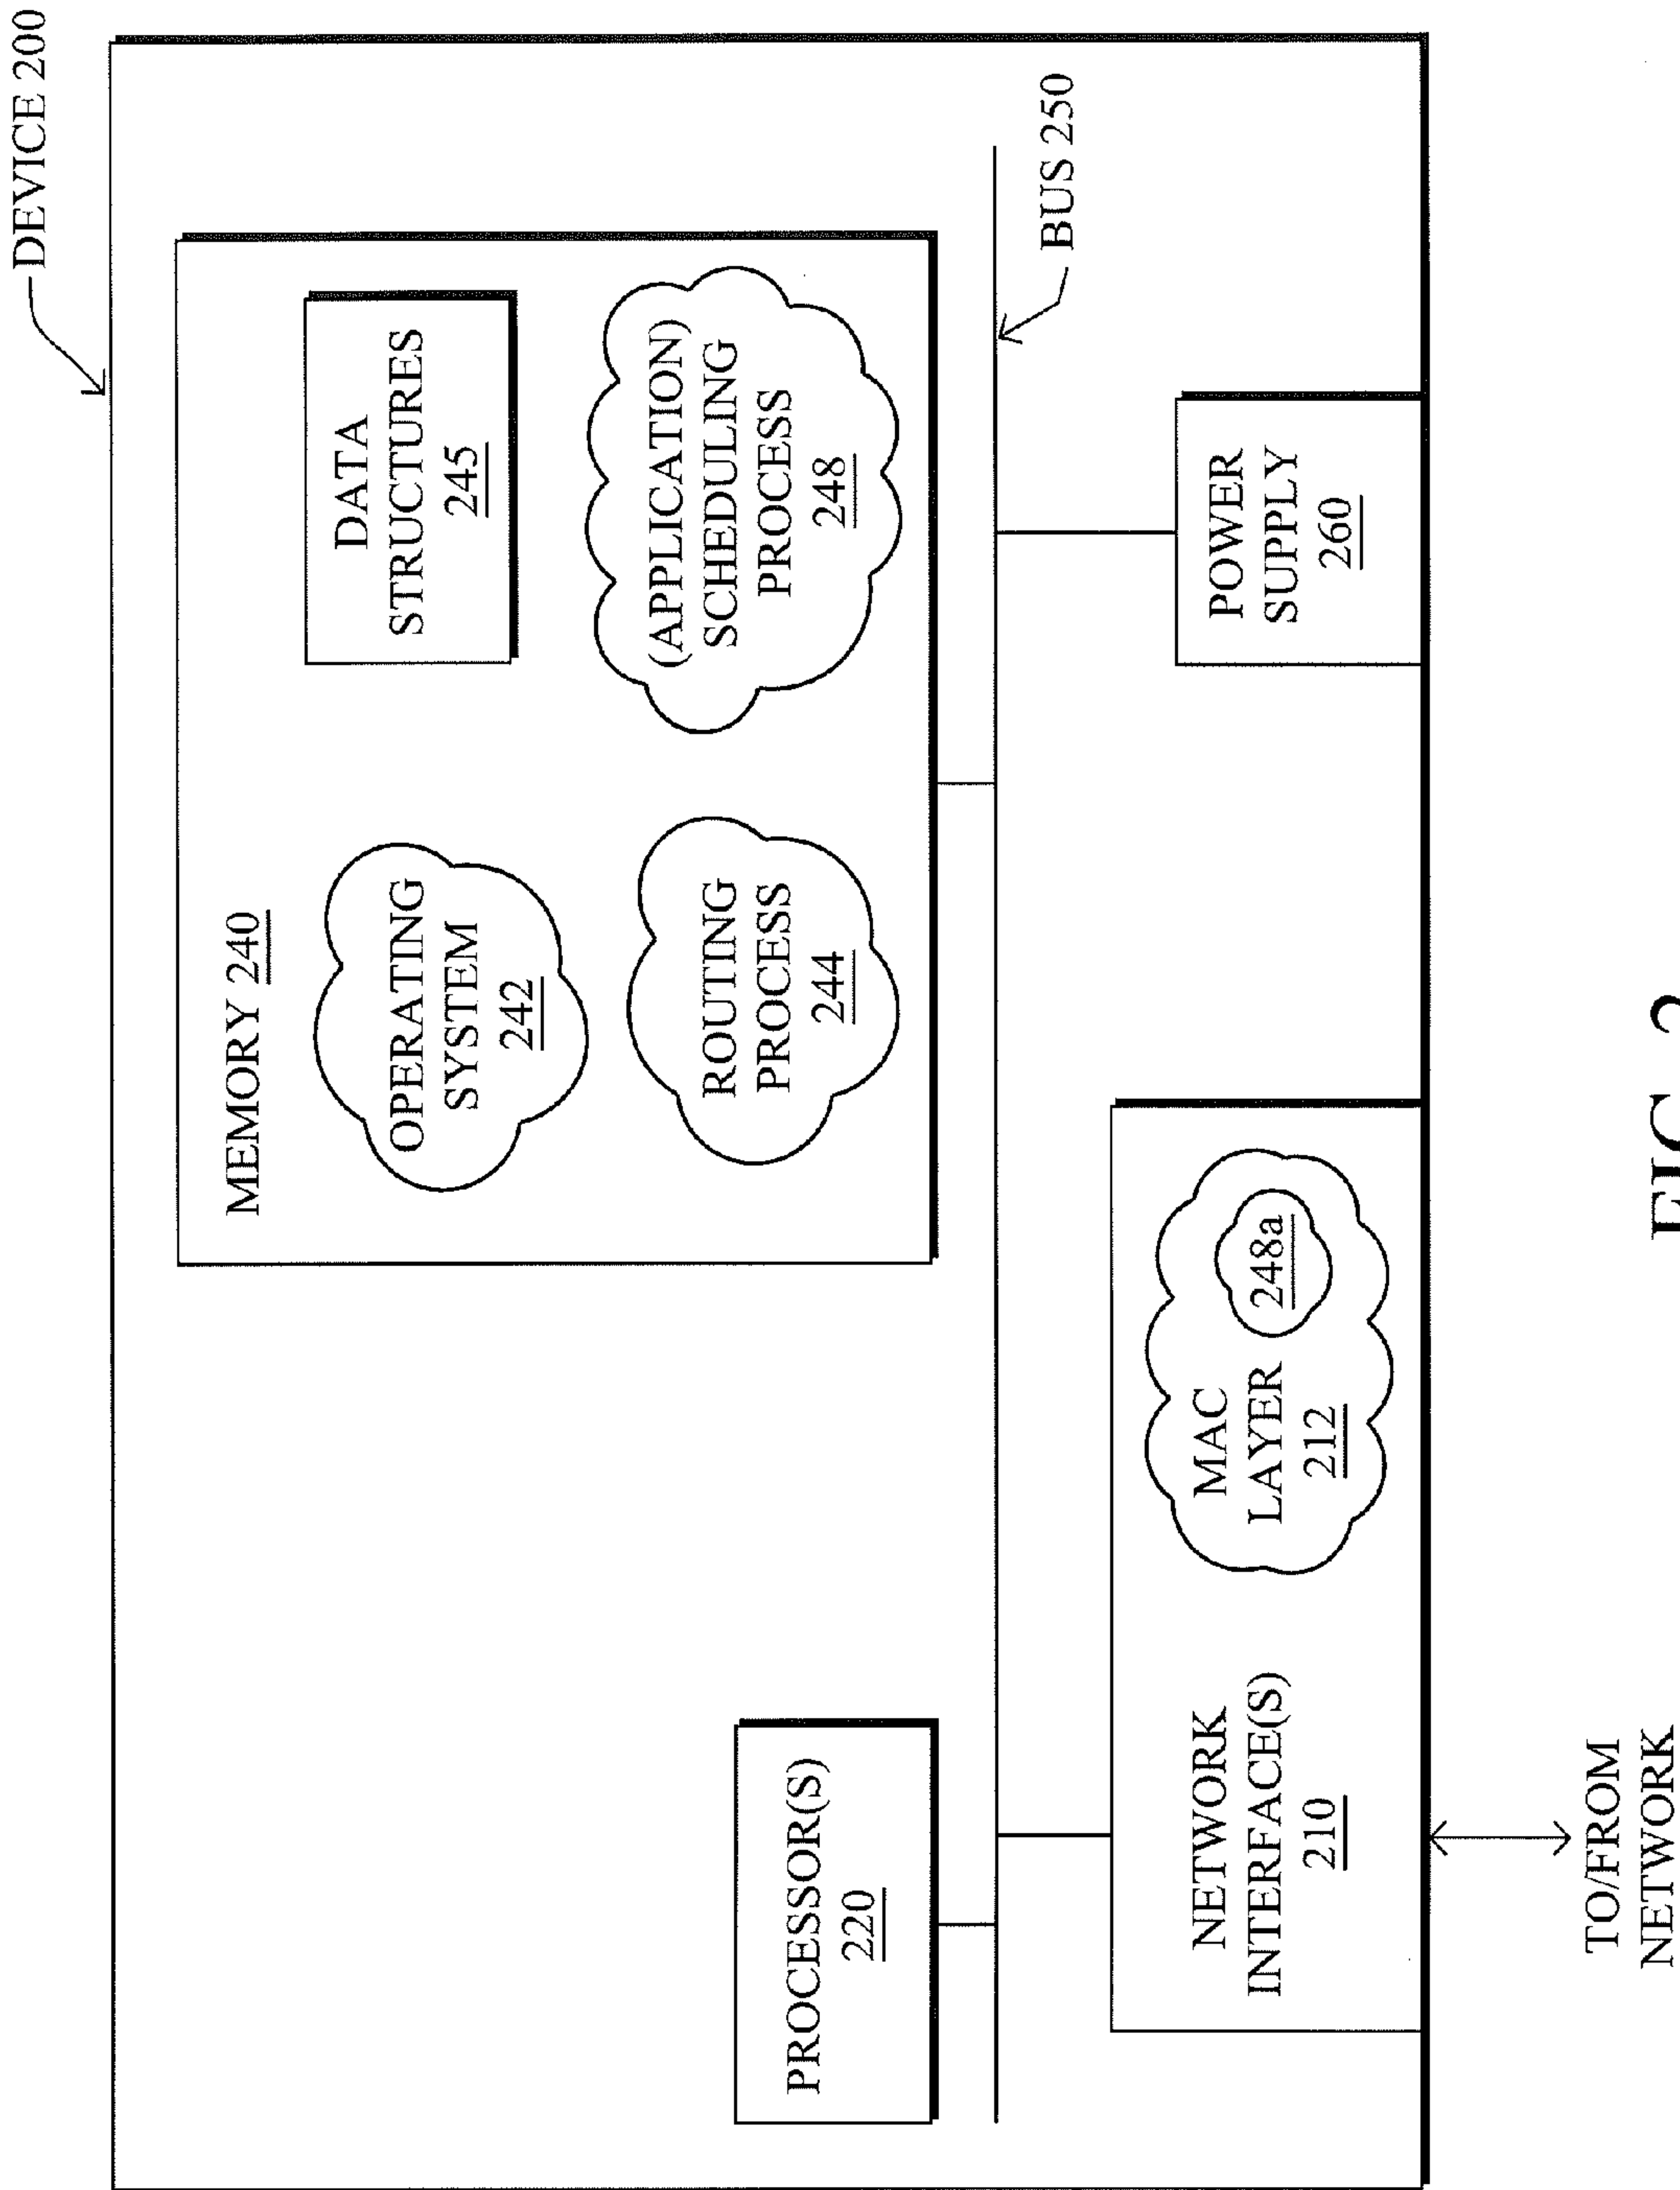 DEVICE 200
MEMORY 240
OPERATING
SYSTEM
242
DATA
STRUCTURES
245
ROUTING
PROCESS
244
(APPLICATION)
SCHEDULING
PROCESS
248
PROCESSOR(S)
220
BUS 250
NETWORK
INTERFACE(S)
210
MAC
LAYER
212
248a
POWER
SUPPLY
260
TO/FROM
NETWORK